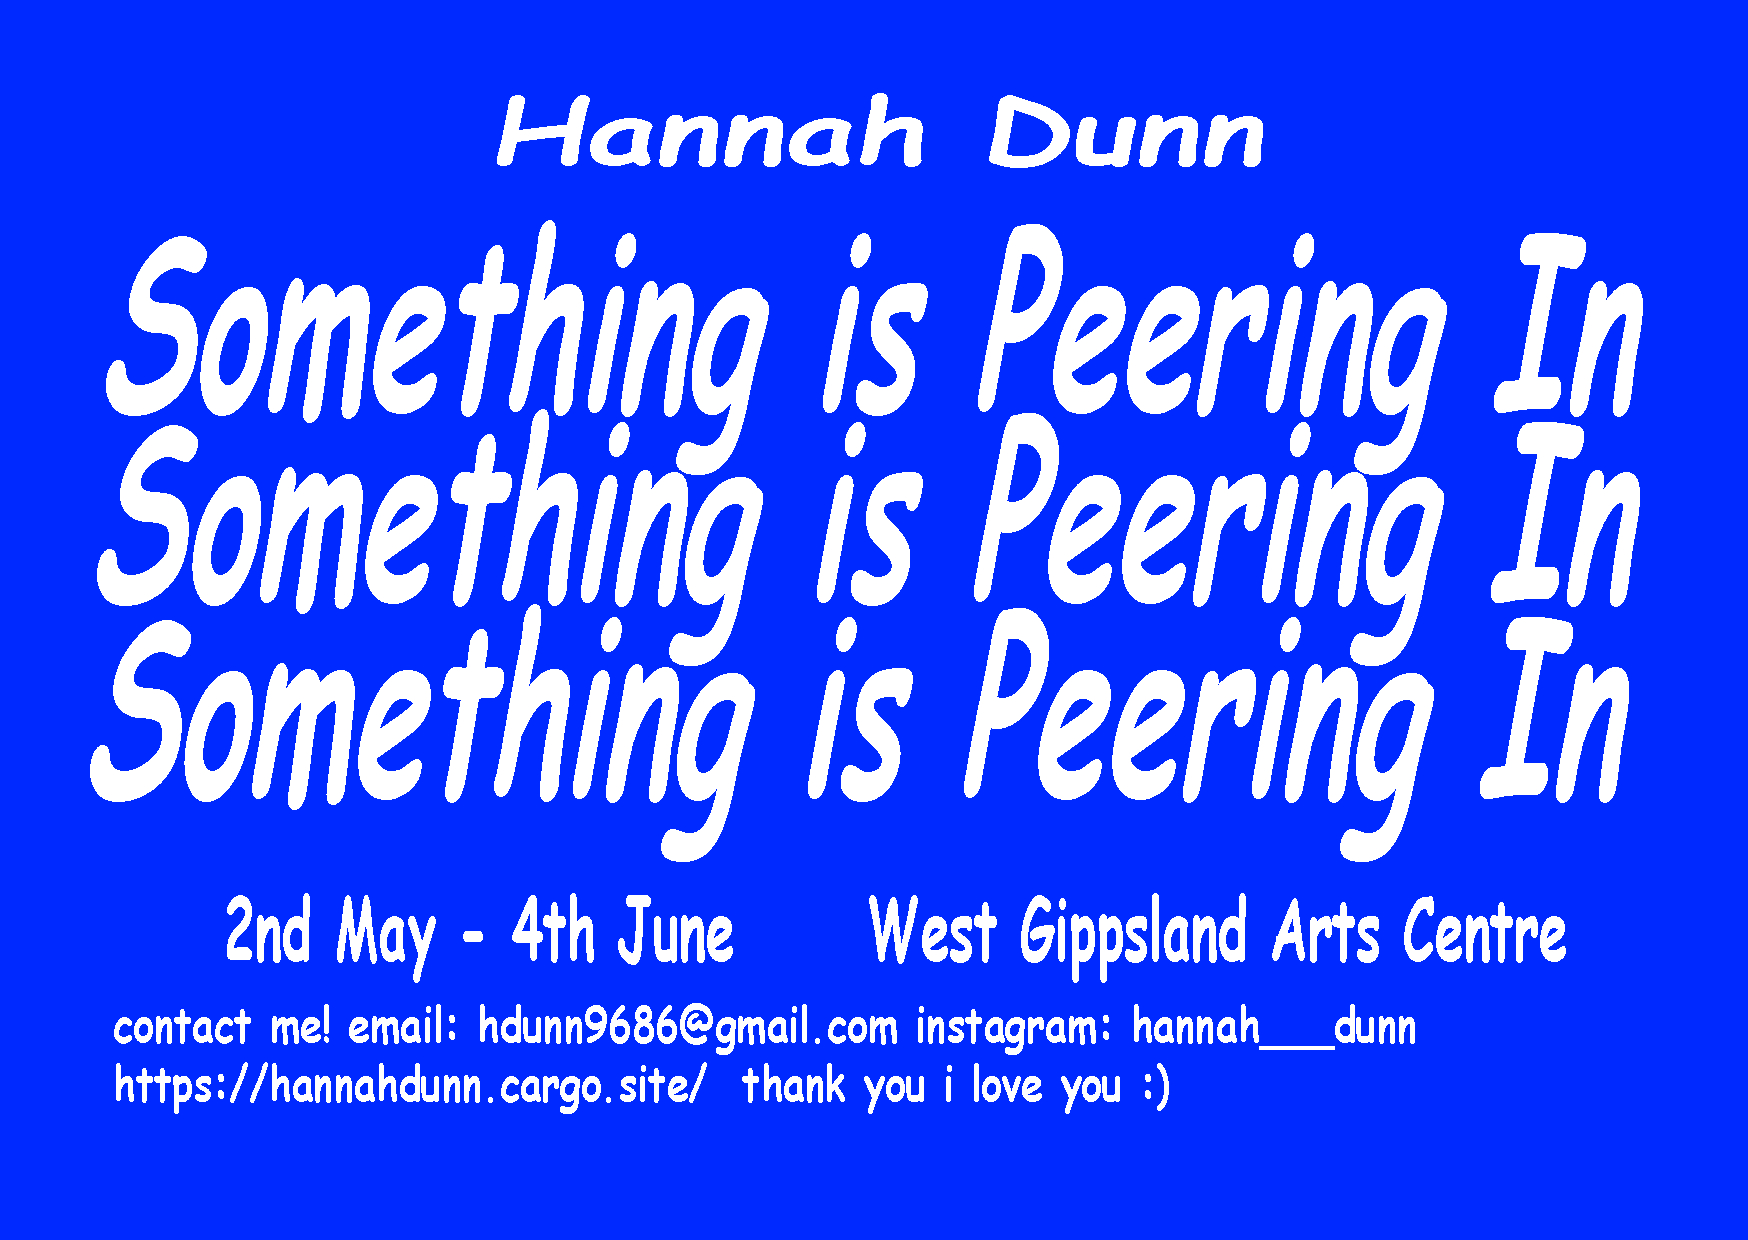 Hannah Dunn
Something is Peering In
Something is Peering In
Something is Peering In
2nd May - 4th June West Gippsland Arts Centre
contact me! email: hdunn9686@gmail.com instagram: hannah___dunn
https://hannahdunn.cargo.site/ thank you i love you :)